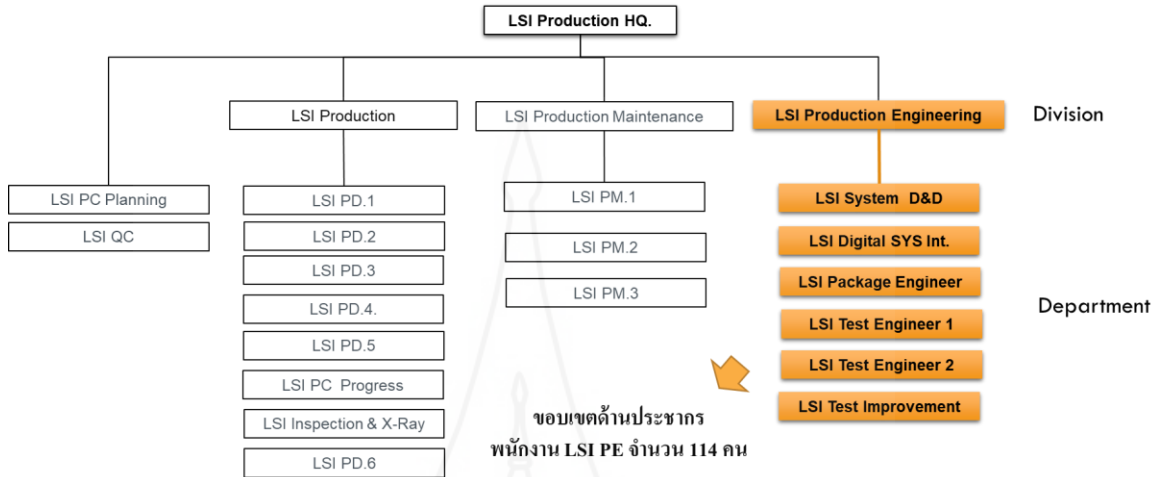 LSI Production HQ.
LSI Production
LSI Production Maintenance
LSI Production Engineering
Division
LSI PC Planning
LSI QC
LSI PD.1
LSI PD.2
LSI PD.3
LSI PD.4.
LSI PD.5
LSI PC Progress
LSI Inspection & X-Ray
LSI PD.6
LSI PM.1
LSI PM.2
LSI PM.3
LSI System D&D
LSI Digital SYS Int.
LSI Package Engineer
LSI Test Engineer 1
LSI Test Engineer 2
LSI Test Improvement
Department
ขอบเขตด้านประชากร
พนักงาน LSI PE จำนวน 114 คน